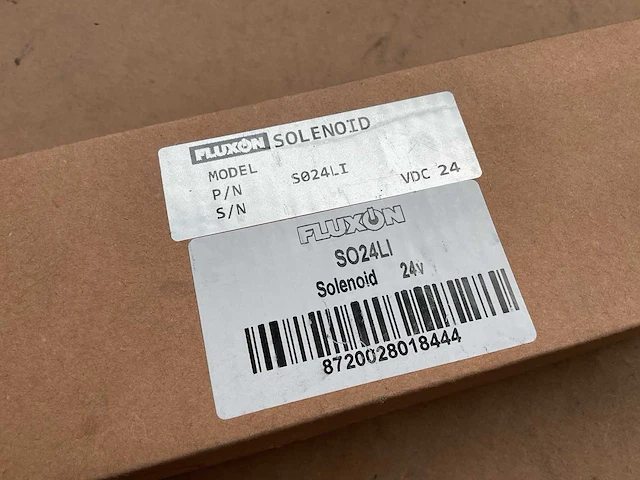 FLUXON SOLENOID
MODEL
P/N S024LI VDC 24
S/N
FLUXON
SO24LI
Solenoid 24v
8720028018444